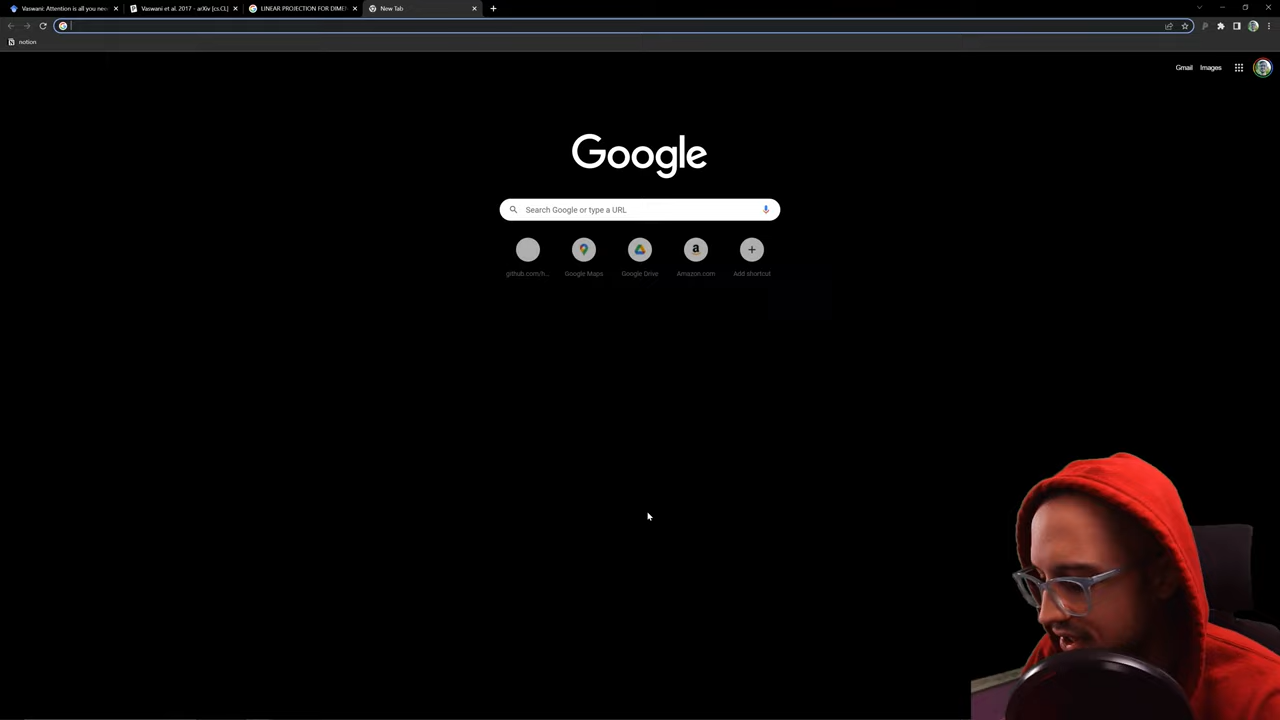 Vaswani: Attention is all you nee
Vaswani et al. 2017 - arXiv [cs.CL]
LINEAR PROJECTION FOR DIMEN
New Tab
notion
Gmail
Images
Google
Search Google or type a URL
github.com/h...
Google Maps
Google Drive
Amazon.com
Add shortcut